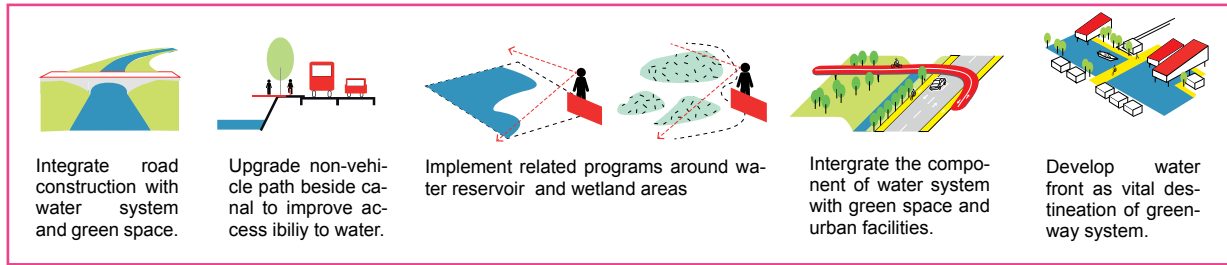 Integrate road
construction with
water system
and green space.
Upgrade non-vehi-
cle path beside ca-
nal to improve ac-
cess ibiliy to water.
Implement related programs around wa-
ter reservoir and wetland areas
Intergrate the compo-
nent of water system
with green space and
urban facilities.
Develop water
front as vital des-
tineation of green-
way system.